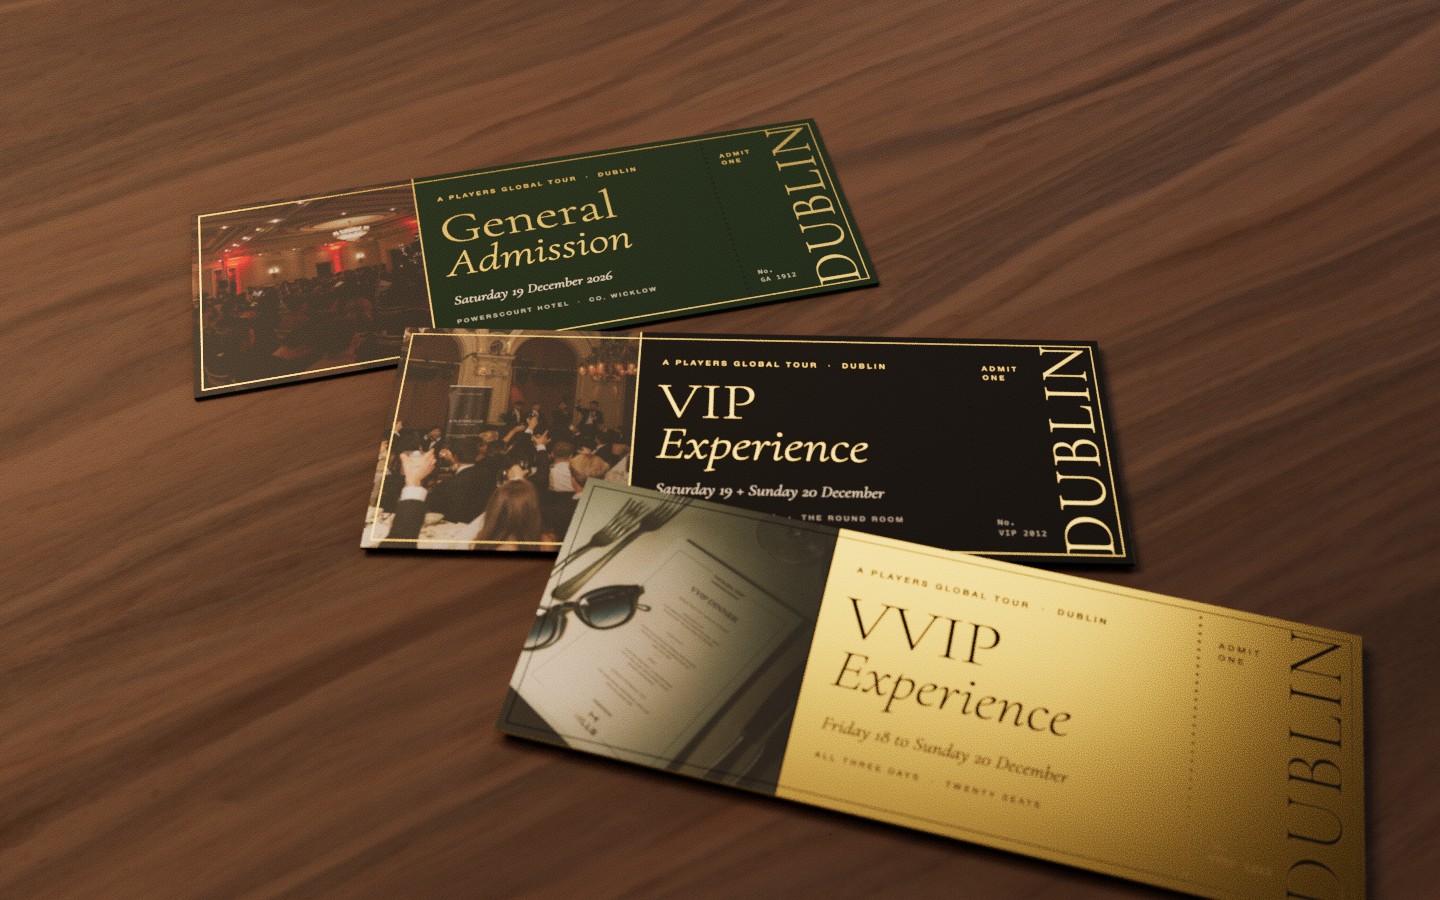 A PLAYERS GLOBAL TOUR · DUBLIN
General
Admission
Saturday 19 December 2026
POWERSCOURT HOTEL · CO. WICKLOW
ADMIT
ONE
No.
GA 1912
DUBLIN
A PLAYERS GLOBAL TOUR · DUBLIN
VIP
Experience
Saturday 19 + Sunday 20 December
· THE ROUND ROOM
ADMIT
ONE
No.
VIP 2012
DUBLIN
VVIP DINNER
A PLAYERS GLOBAL TOUR · DUBLIN
VVIP
Experience
Friday 18 to Sunday 20 December
ALL THREE DAYS · TWENTY SEATS
ADMIT
ONE
DUBLIN